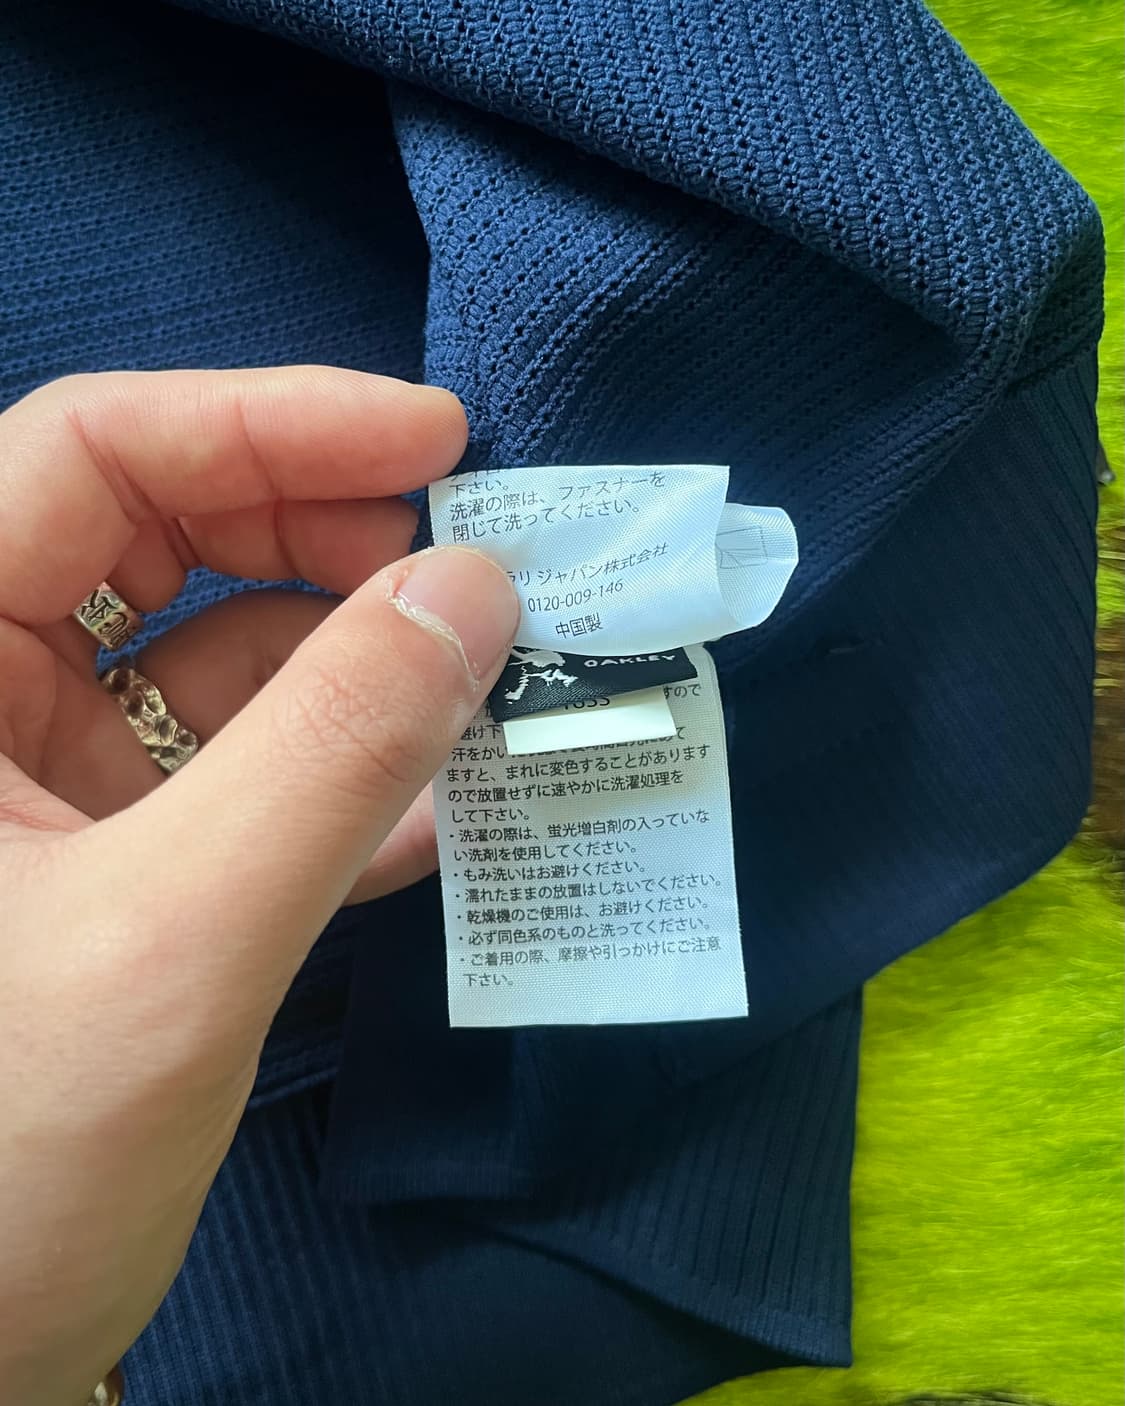 下さい。
洗濯の際は、ファスナーを
閉じて洗ってください。
リジャパン株式会社
0120-009-146
中国製
OAKLEY
すので
避け下
汗をかい
ますと、まれに変色することがあります
ので放置せずに速やかに洗濯処理を
して下さい。
・洗濯の際は、蛍光増白剤の入っていな
い洗剤を使用してください。
・もみ洗いはお避けください。
・濡れたままの放置はしないでください。
・乾燥機のご使用は、お避けください。
・必ず同色系のものと洗ってください。
・ご着用の際、摩擦や引っかけにご注意
下さい。